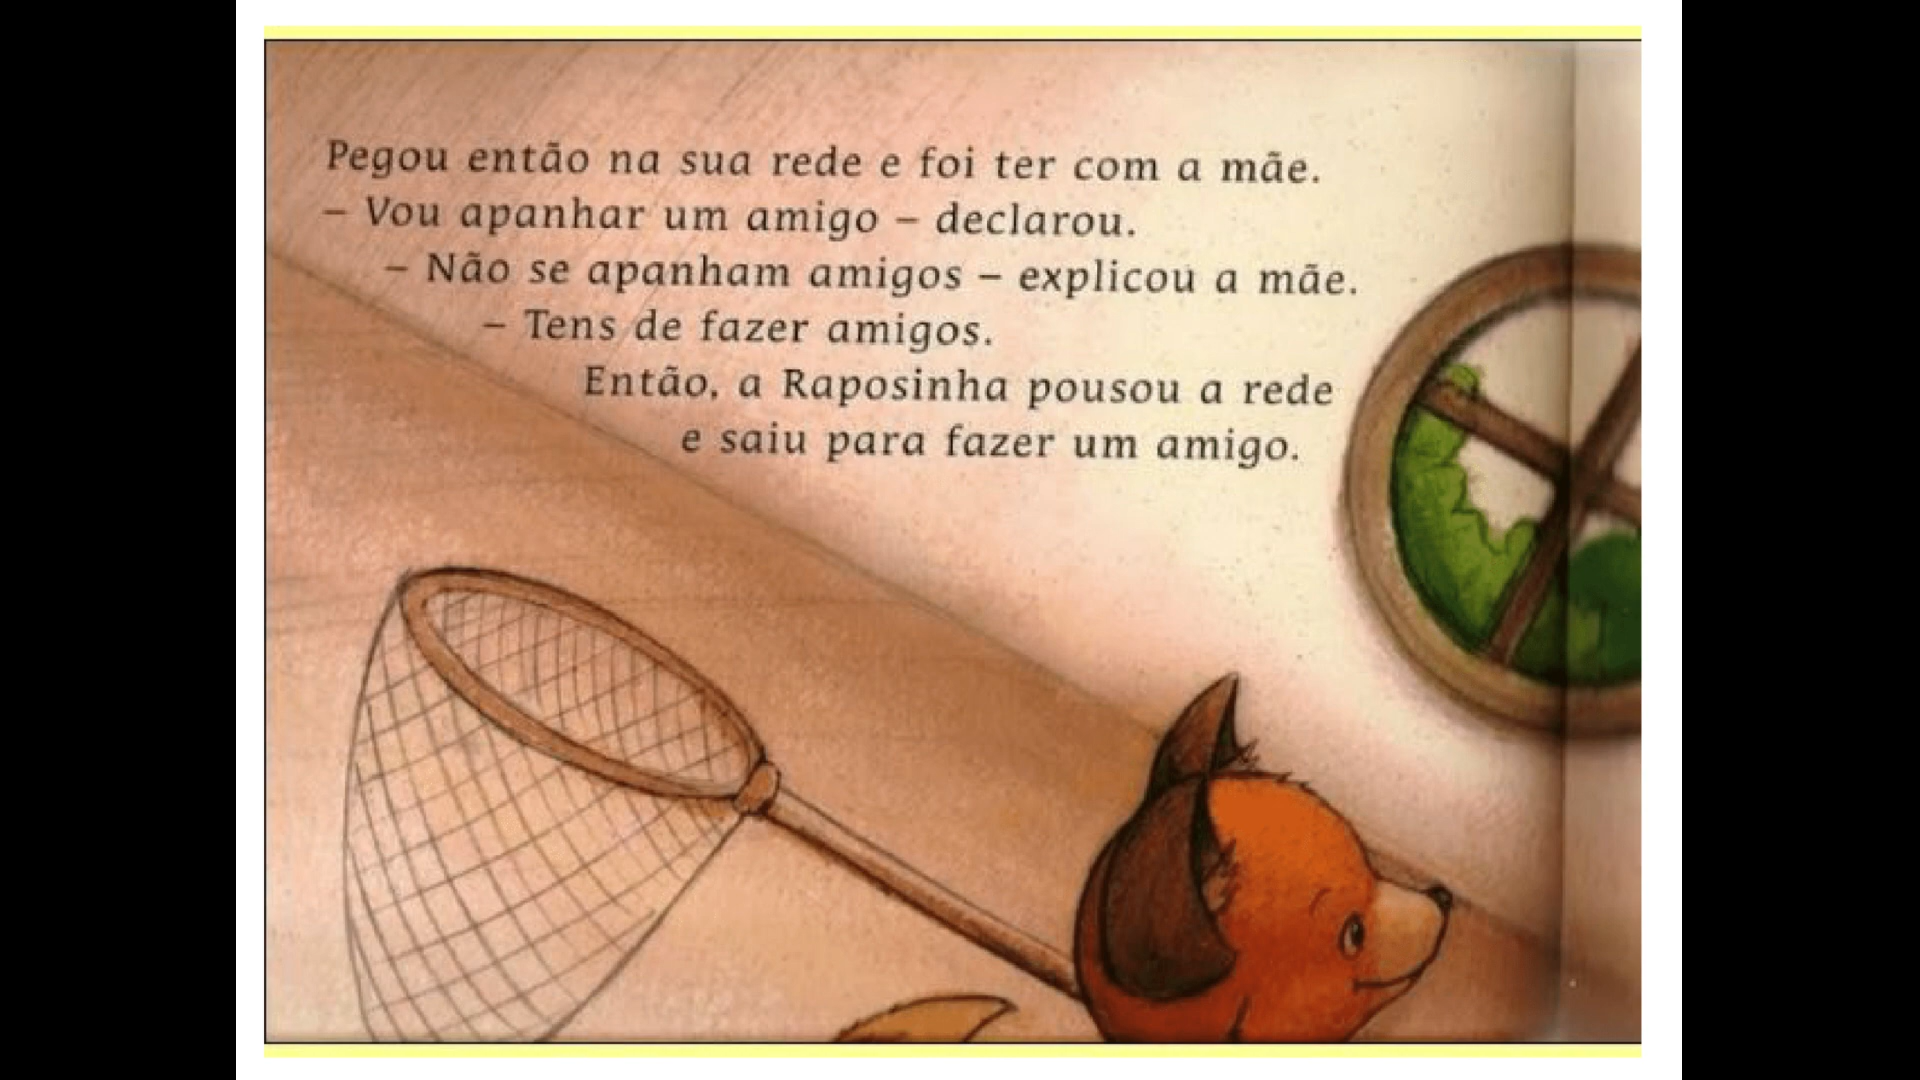 Pegou então na sua rede e foi ter com a mãe.
– Vou apanhar um amigo – declarou.
– Não se apanham amigos – explicou a mãe.
– Tens de fazer amigos.
Então, a Raposinha pousou a rede
e saiu para fazer um amigo.